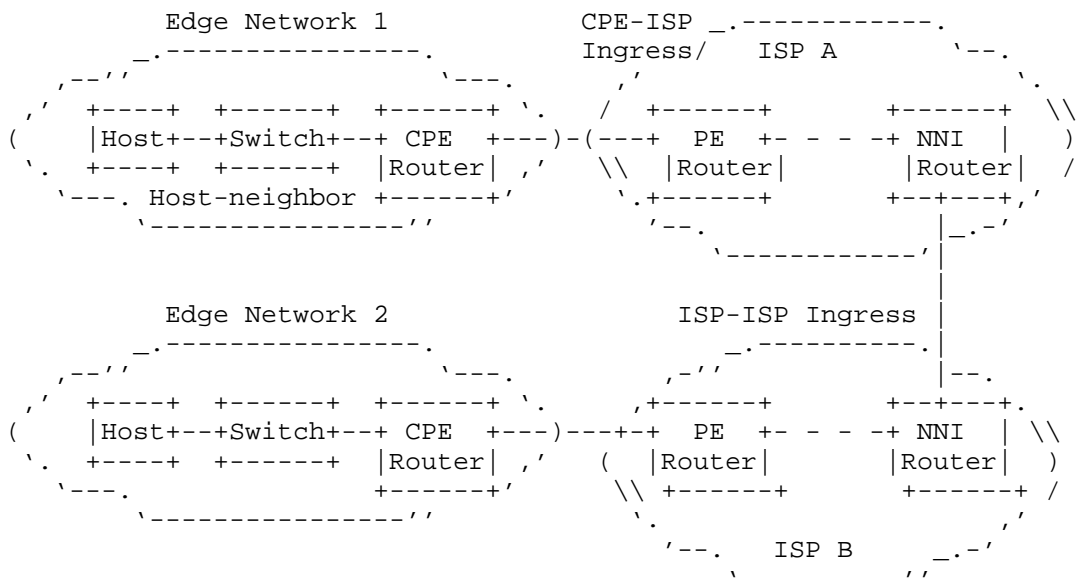 Edge Network 1 CPE-ISP
Ingress/ ISP A
Host Switch CPE PE NNI
Router Router Router
Host-neighbor
Edge Network 2 ISP-ISP Ingress
Host Switch CPE PE NNI
Router Router Router
ISP B